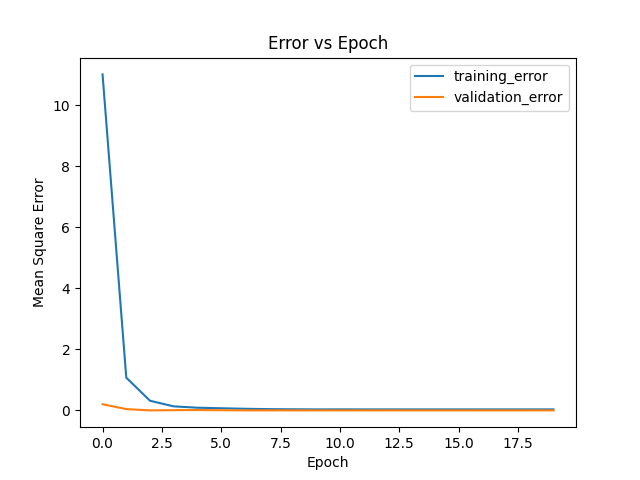 Error vs Epoch
training_error
validation_error
Mean Square Error
10
8
6
4
2
0
0.0 2.5 5.0 7.5 10.0 12.5 15.0 17.5
Epoch